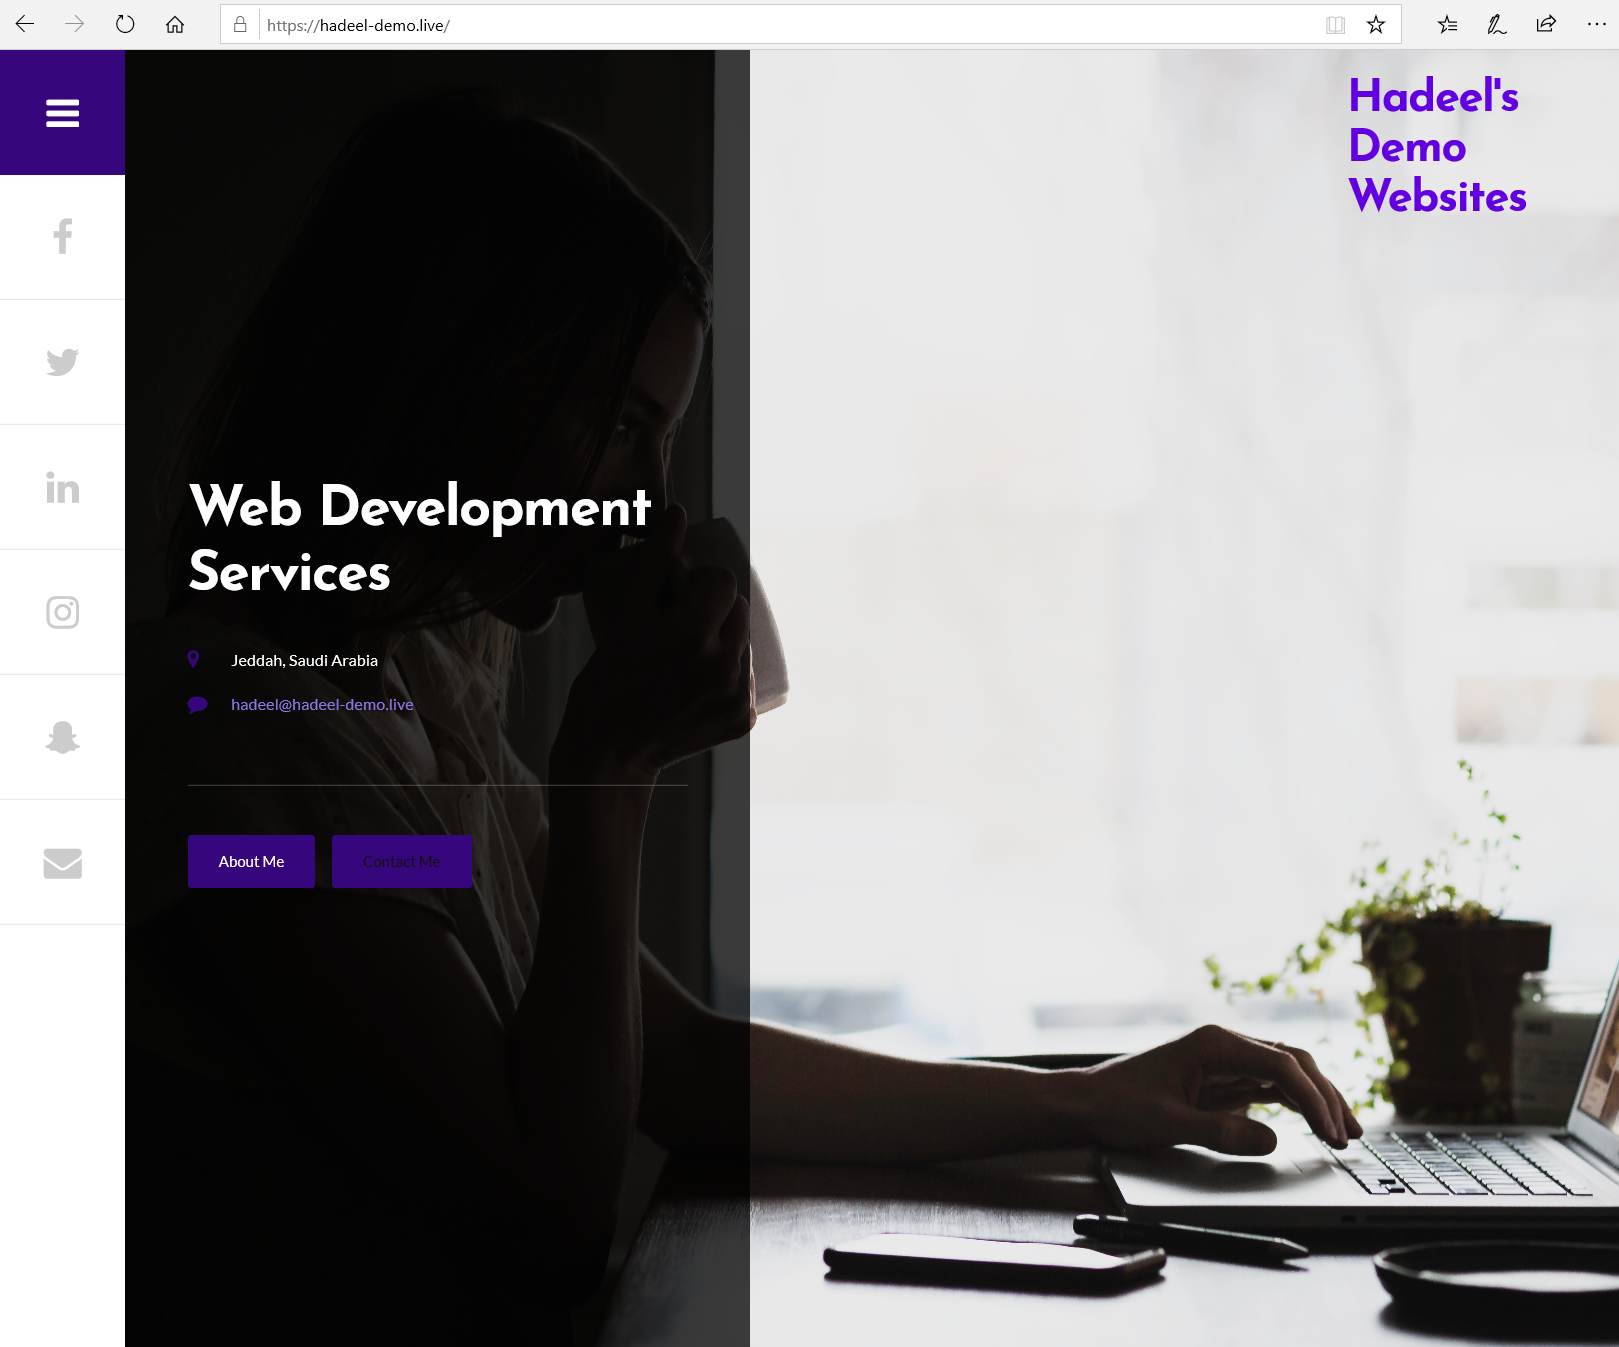 https://hadeel-demo.live/
Hadeel's
Demo
Websites
Web Development
Services
Jeddah, Saudi Arabia
hadeel@hadeel-demo.live
About Me
Contact Me